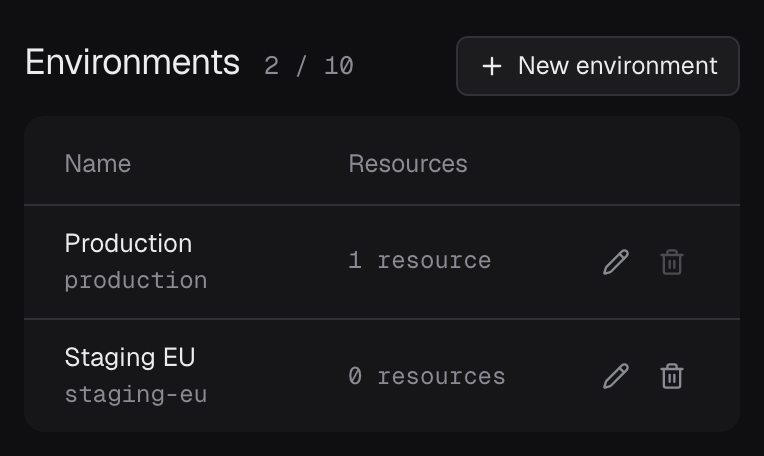 Environments 2 / 10
+ New environment
Name Resources
Production
production
1 resource
Staging EU
staging-eu
0 resources